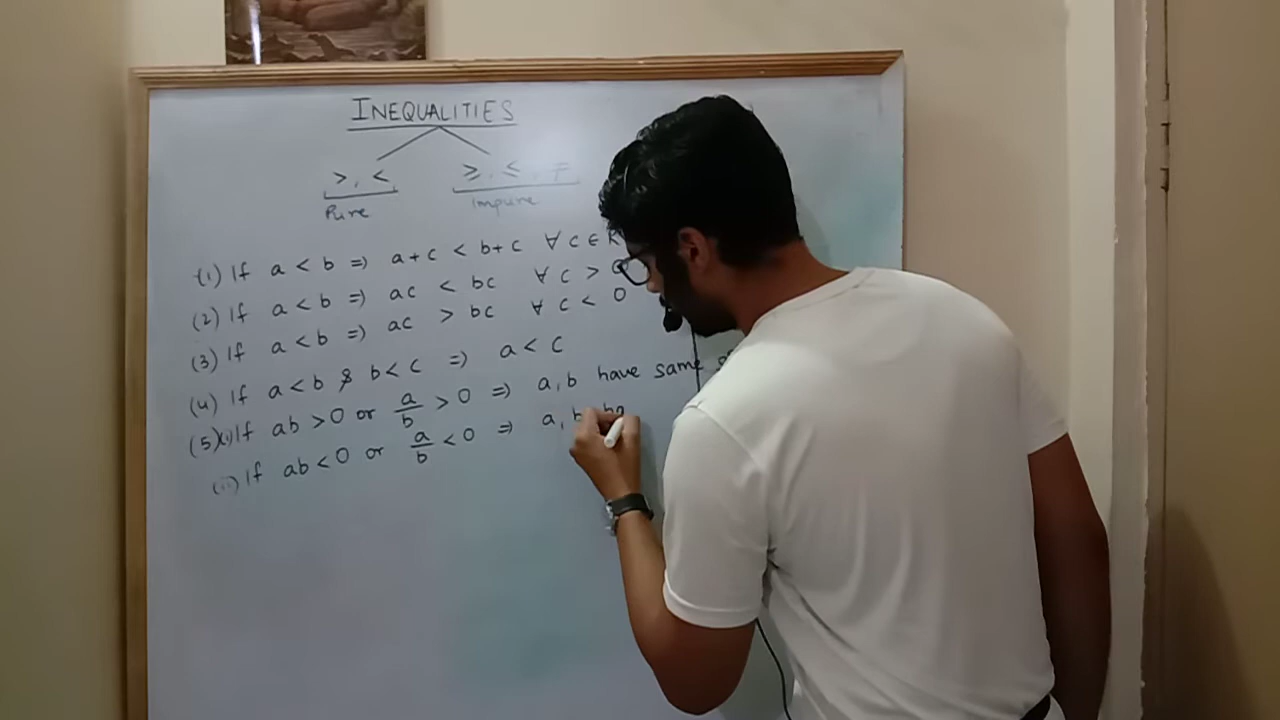 INEQUALITIES
>, < ≥, ≤, ≠
Pure Impure
(1) If a < b => a+c < b+c ∀ c ∈ R
(2) If a < b => ac < bc ∀ c > 0
(3) If a < b => ac > bc ∀ c < 0
(4) If a < b & b < c => a < c
(5)(i) If ab > 0 or a/b > 0 => a, b have same
(ii) If ab < 0 or a/b < 0 => a, b ha